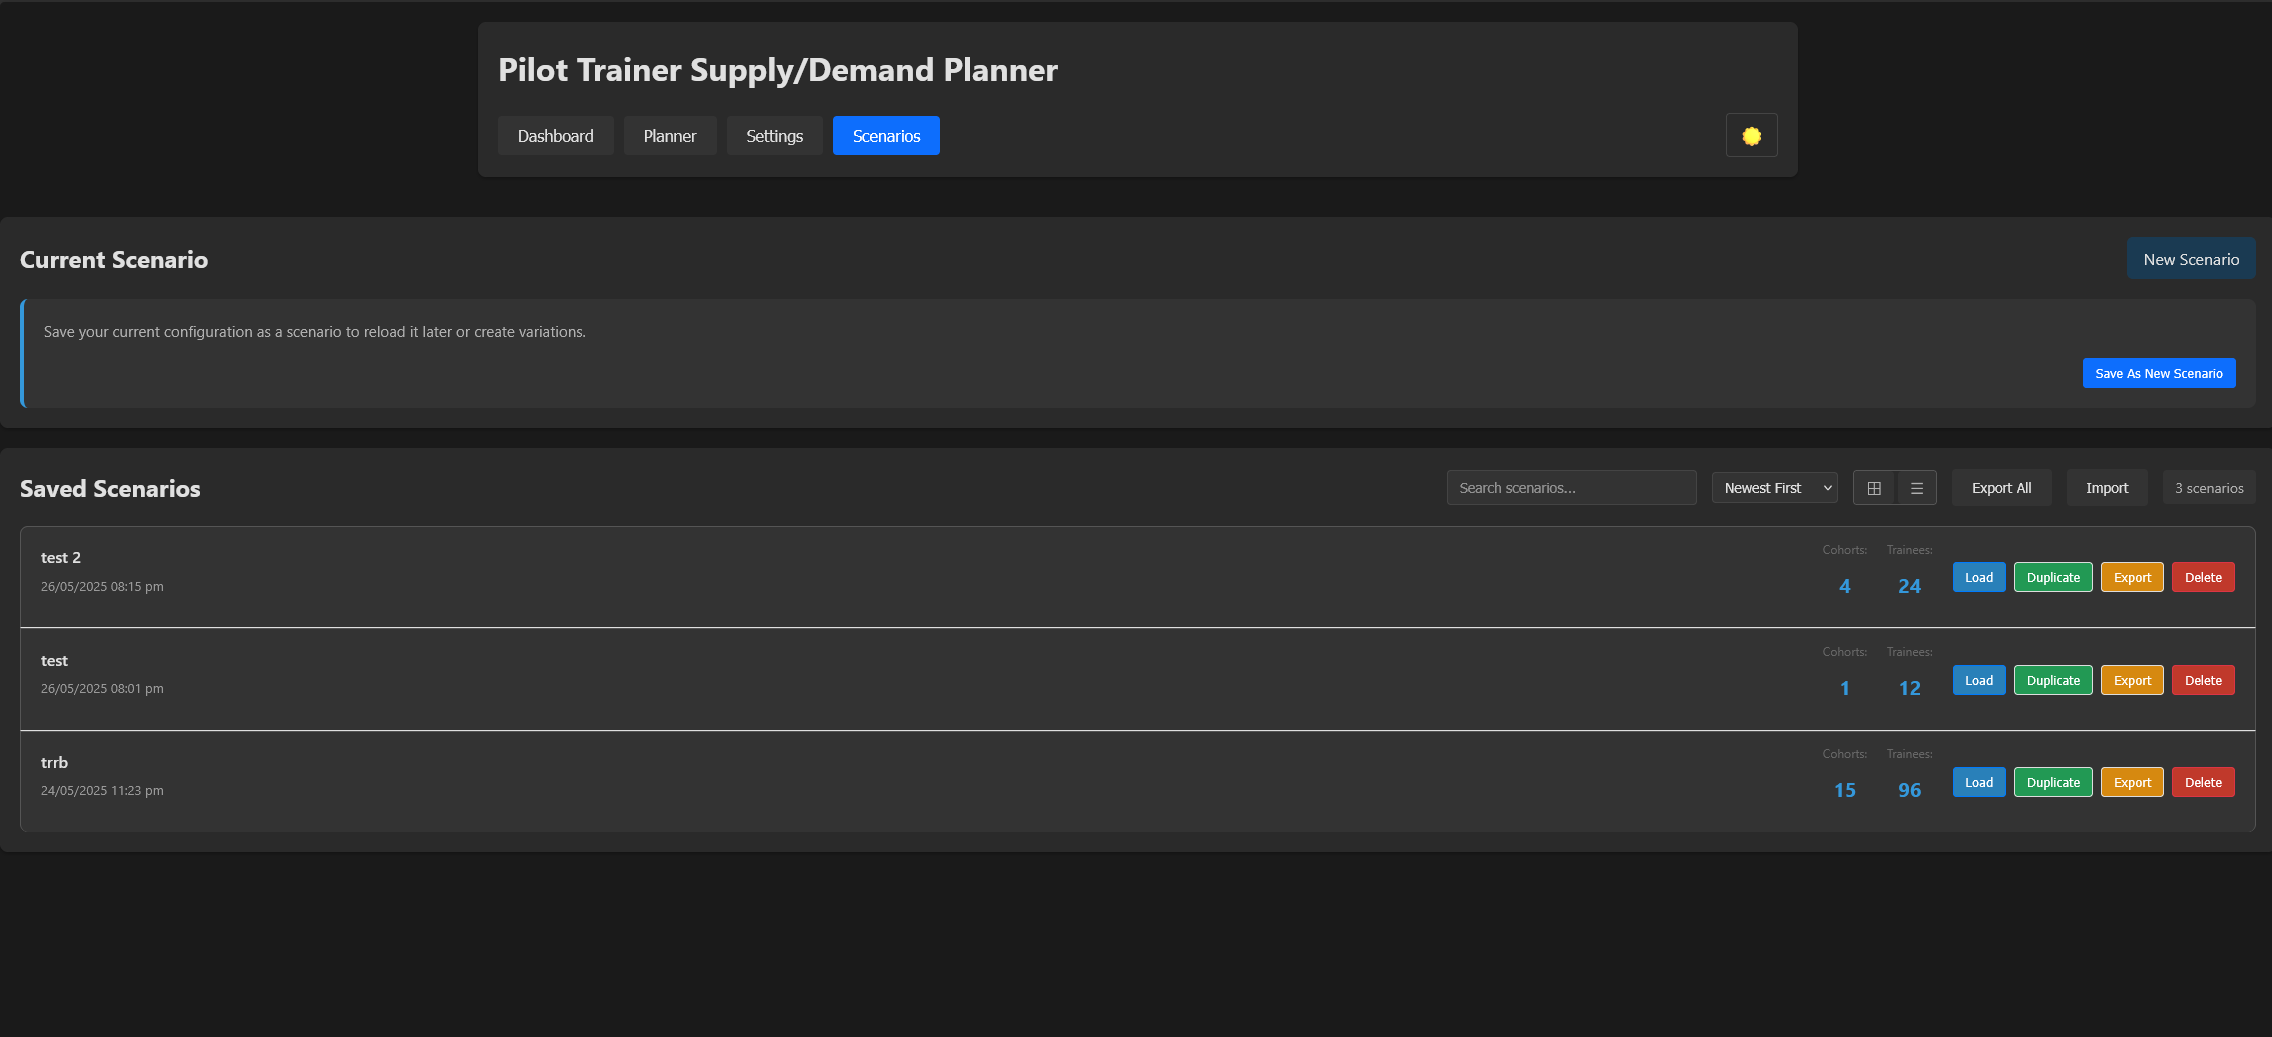 Pilot Trainer Supply/Demand Planner
Dashboard Planner Settings Scenarios
Current Scenario
New Scenario
Save your current configuration as a scenario to reload it later or create variations.
Save As New Scenario
Saved Scenarios
Search scenarios... Newest First Export All Import 3 scenarios
test 2
26/05/2025 08:15 pm
Cohorts: Trainees:
4 24
Load Duplicate Export Delete
test
26/05/2025 08:01 pm
Cohorts: Trainees:
1 12
Load Duplicate Export Delete
trrb
24/05/2025 11:23 pm
Cohorts: Trainees:
15 96
Load Duplicate Export Delete